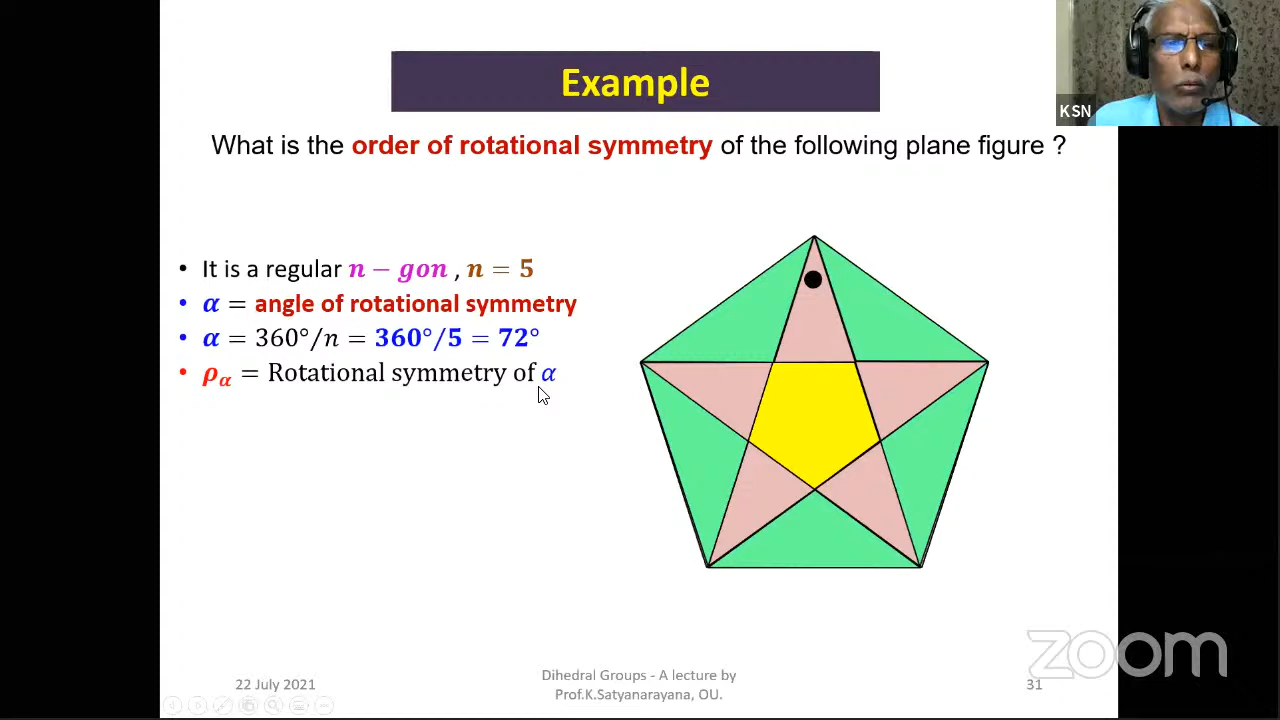 Example
KSN
What is the order of rotational symmetry of the following plane figure ?
• It is a regular n − gon , n = 5
• α = angle of rotational symmetry
• α = 360°/n = 360°/5 = 72°
• ρα = Rotational symmetry of α
zoom
22 July 2021
Dihedral Groups - A lecture by
Prof.K.Satyanarayana, OU.
31